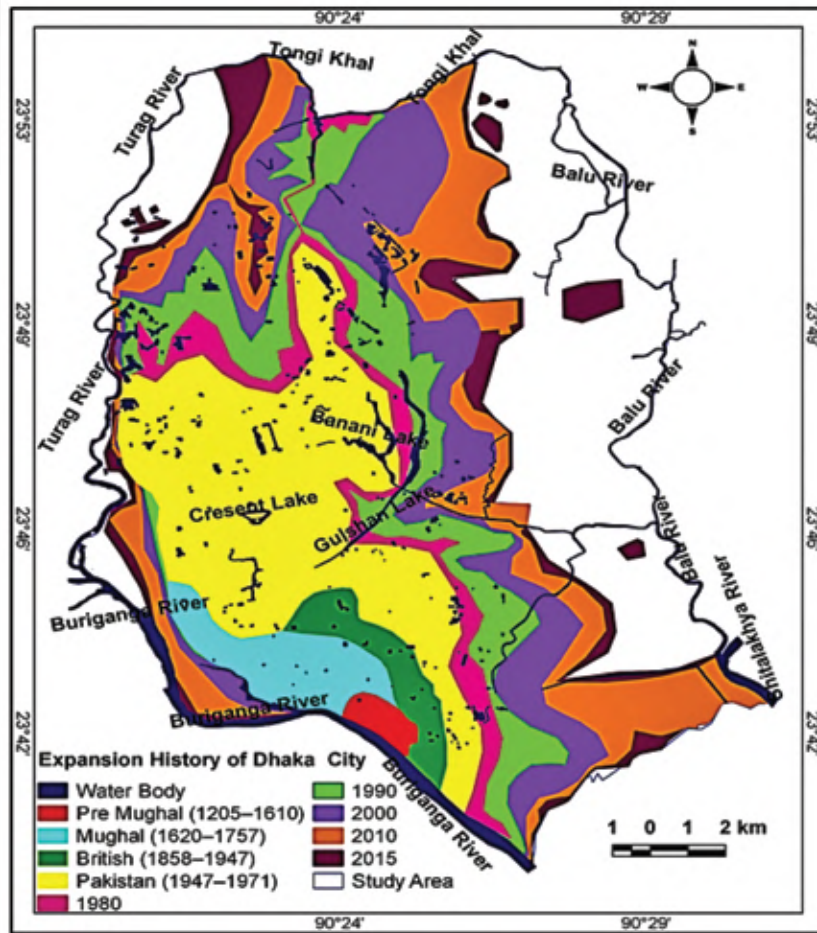 90°24' 90°29'
Tongi Khal
Tongi Khal
N
W E
S
Turag River
23°53'
23°53'
Balu River
23°49'
23°49'
Turag River
Banani Lake
Balu River
Cresent Lake
Gulshan Lake
23°46'
23°46'
Balu River
Buriganga River
Shitalakhya River
Buriganga River
23°42'
23°42'
Buriganga River
Expansion History of Dhaka City
Water Body
Pre Mughal (1205–1610)
Mughal (1620–1757)
British (1858–1947)
Pakistan (1947–1971)
1980
1990
2000
2010
2015
Study Area
1 0 1 2 km
90°24' 90°29'